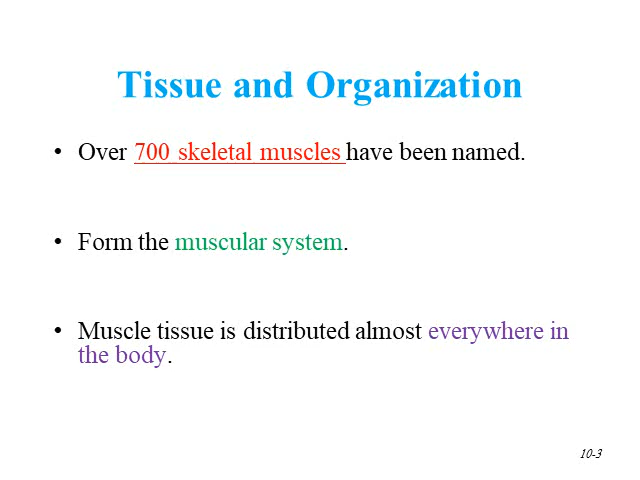 Tissue and Organization
• Over 700 skeletal muscles have been named.
• Form the muscular system.
• Muscle tissue is distributed almost everywhere in
the body.
10-3